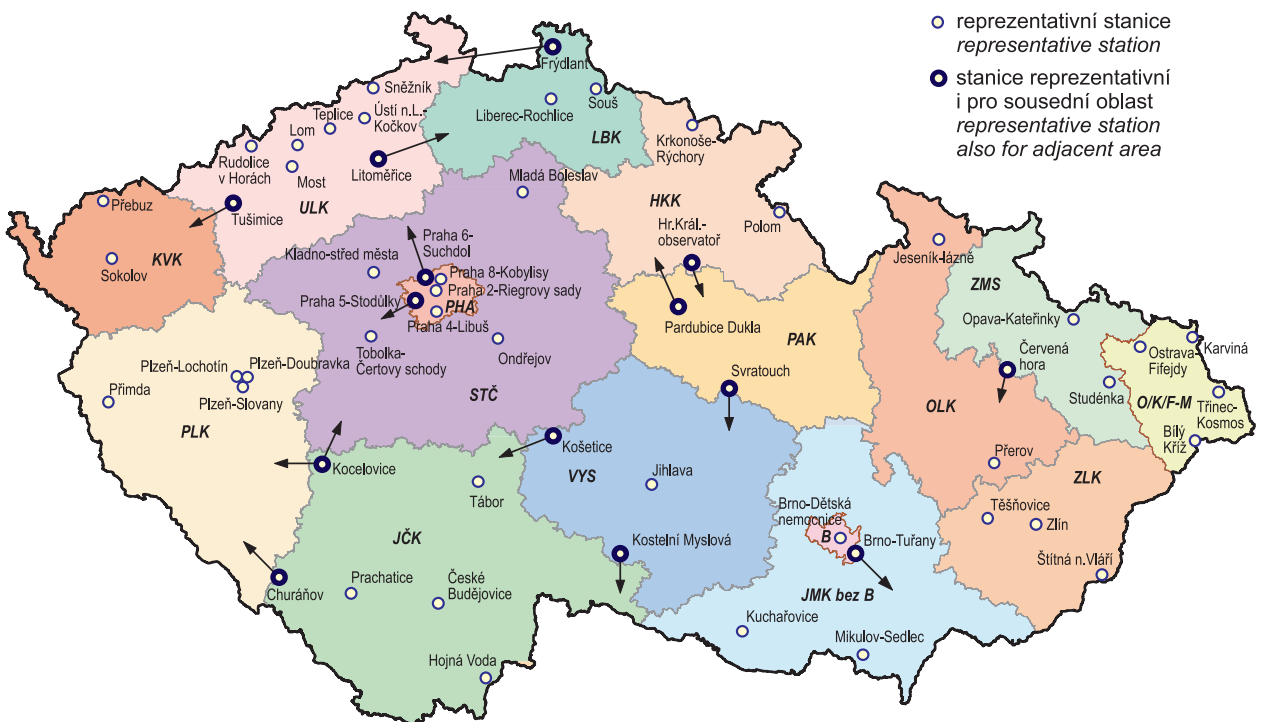 reprezentativní stanice
representative station
stanice reprezentativní
i pro sousední oblast
representative station
also for adjacent area
Frýdlant
Sněžník
Souš
Teplice
Ústí n.L.-
Kočkov
Liberec-Rochlice
LBK
Lom
Rudolice
v Horách
Most
Litoměřice
Krkonoše-
Rýchory
Mladá Boleslav
HKK
Přebuz
Tušimice
ULK
Polom
Hr.Král.-
observatoř
KVK
Sokolov
Kladno-střed města
Praha 6-
Suchdol
Praha 8-Kobylisy
Praha 2-Riegrovy sady
Praha 5-Stodůlky
PHA
Praha 4-Libuš
Jeseník-lázně
ZMS
Opava-Kateřinky
Pardubice Dukla
PAK
Tobolka-
Čertovy schody
Ondřejov
Plzeň-Lochotín
Plzeň-Doubravka
Plzeň-Slovany
Přimda
STČ
Svratouch
Červená
hora
Ostrava-
Fifejdy
Karviná
Studénka
O/K/F-M
Třinec-
Kosmos
PLK
OLK
Bílý
Kříž
Košetice
Kocelovice
VYS
Jihlava
Tábor
Přerov
ZLK
Brno-Dětská
nemocnice
B
Brno-Tuřany
Těšňovice
Zlín
JČK
Kostelní Myslová
Štítná n.Vláří
Churáňov
Prachatice
České
Budějovice
JMK bez B
Kuchařovice
Mikulov-Sedlec
Hojná Voda